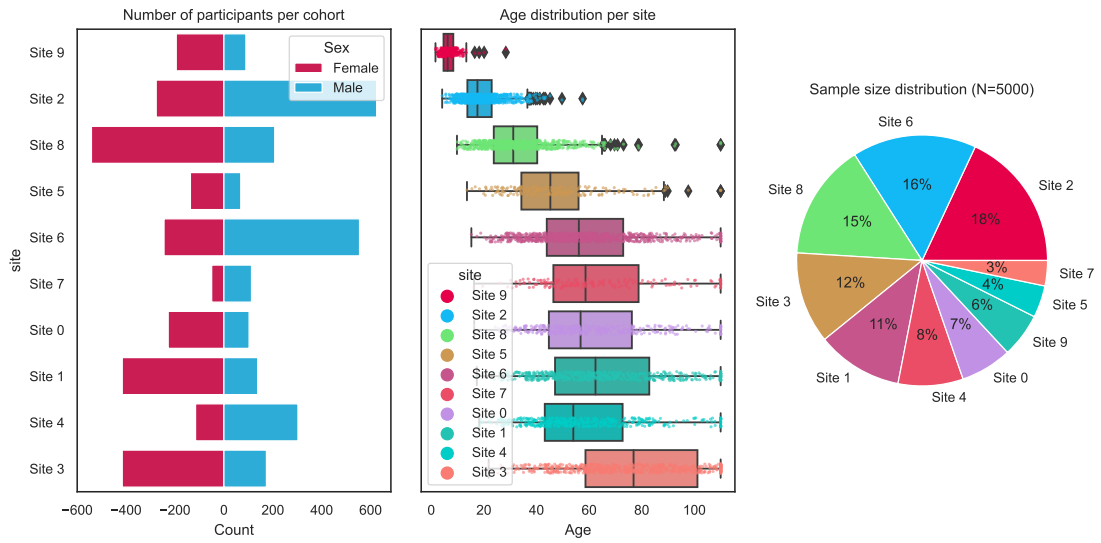 Number of participants per cohort
Sex
Female
Male
Site 9
Site 2
Site 8
Site 5
Site 6
Site 7
Site 0
Site 1
Site 4
Site 3
site
−600
−400
−200
0
200
400
600
Count
Age distribution per site
site
Site 9
Site 2
Site 8
Site 5
Site 6
Site 7
Site 0
Site 1
Site 4
Site 3
0
20
40
60
80
100
Age
Sample size distribution (N=5000)
Site 6
Site 2
Site 8
16%
18%
15%
3%
Site 7
12%
4%
Site 3
6%
Site 5
11%
8%
7%
Site 9
Site 1
Site 0
Site 4